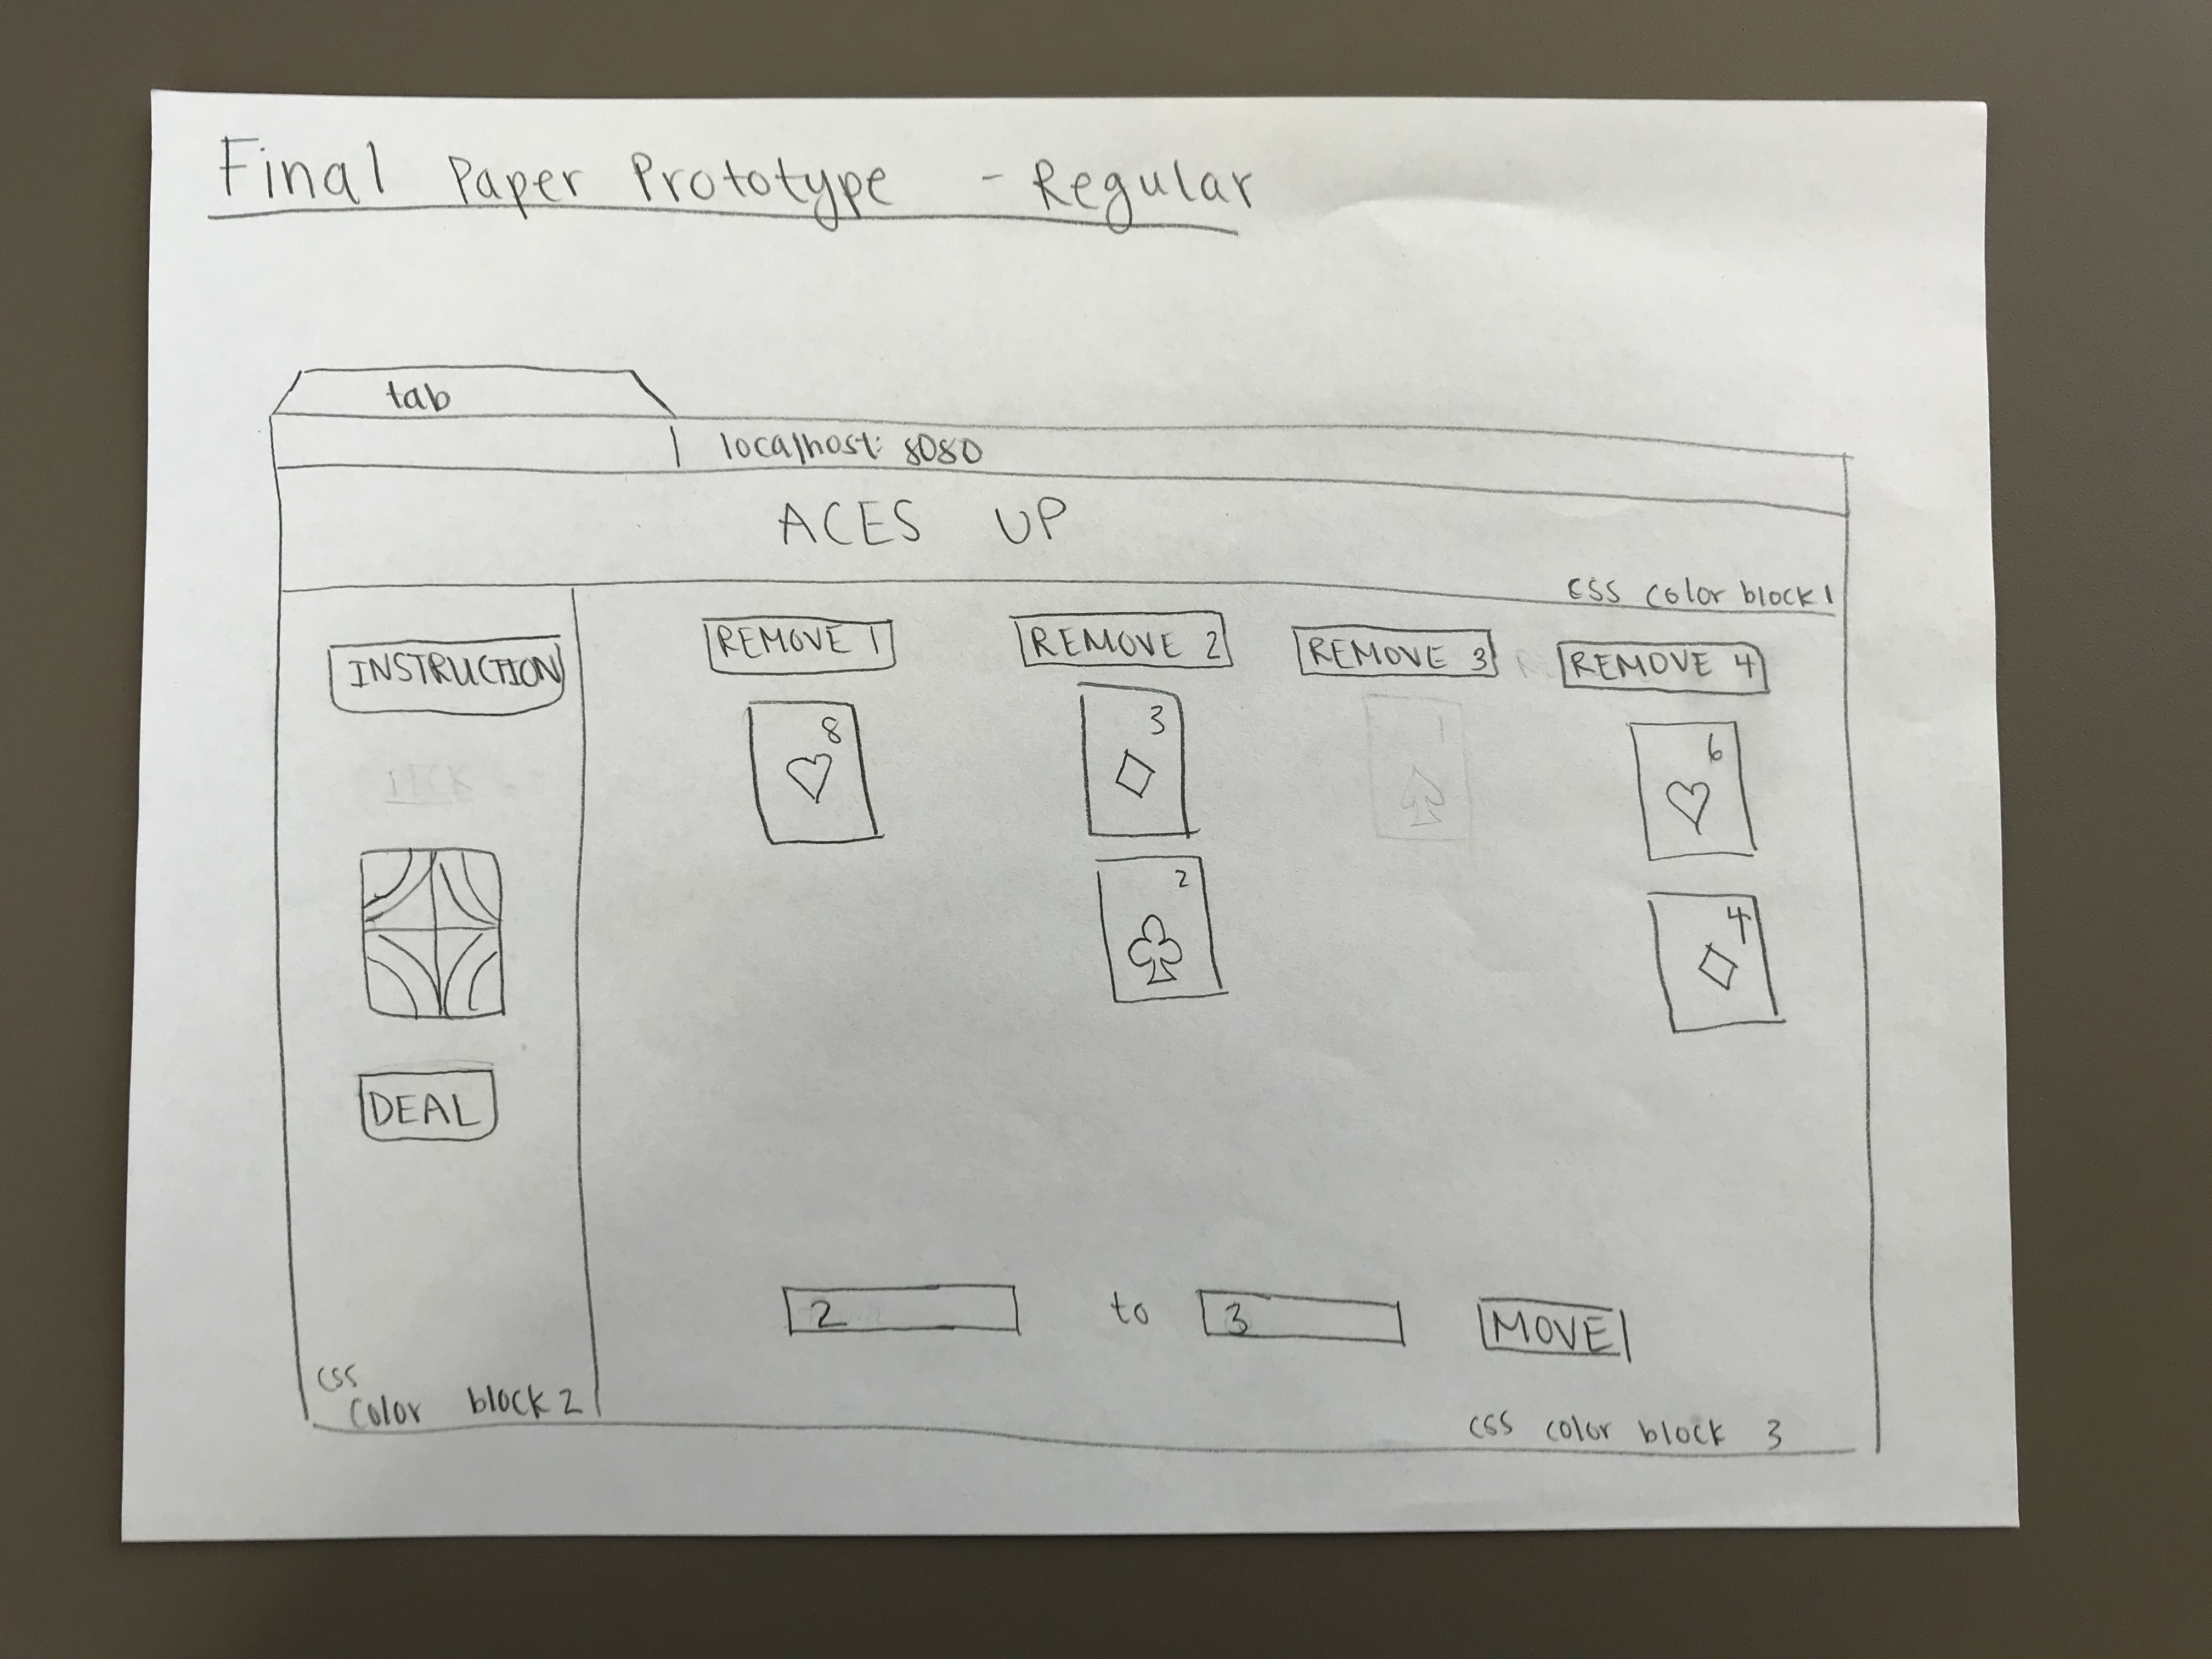 Final Paper Prototype - Regular
tab
localhost: 8080
ACES UP
CSS Color block 1
INSTRUCTION
REMOVE 1
REMOVE 2
REMOVE 3
REMOVE 4
8
3
1
6
2
4
DEAL
2 to 3 MOVE
CSS
Color block 2
CSS color block 3